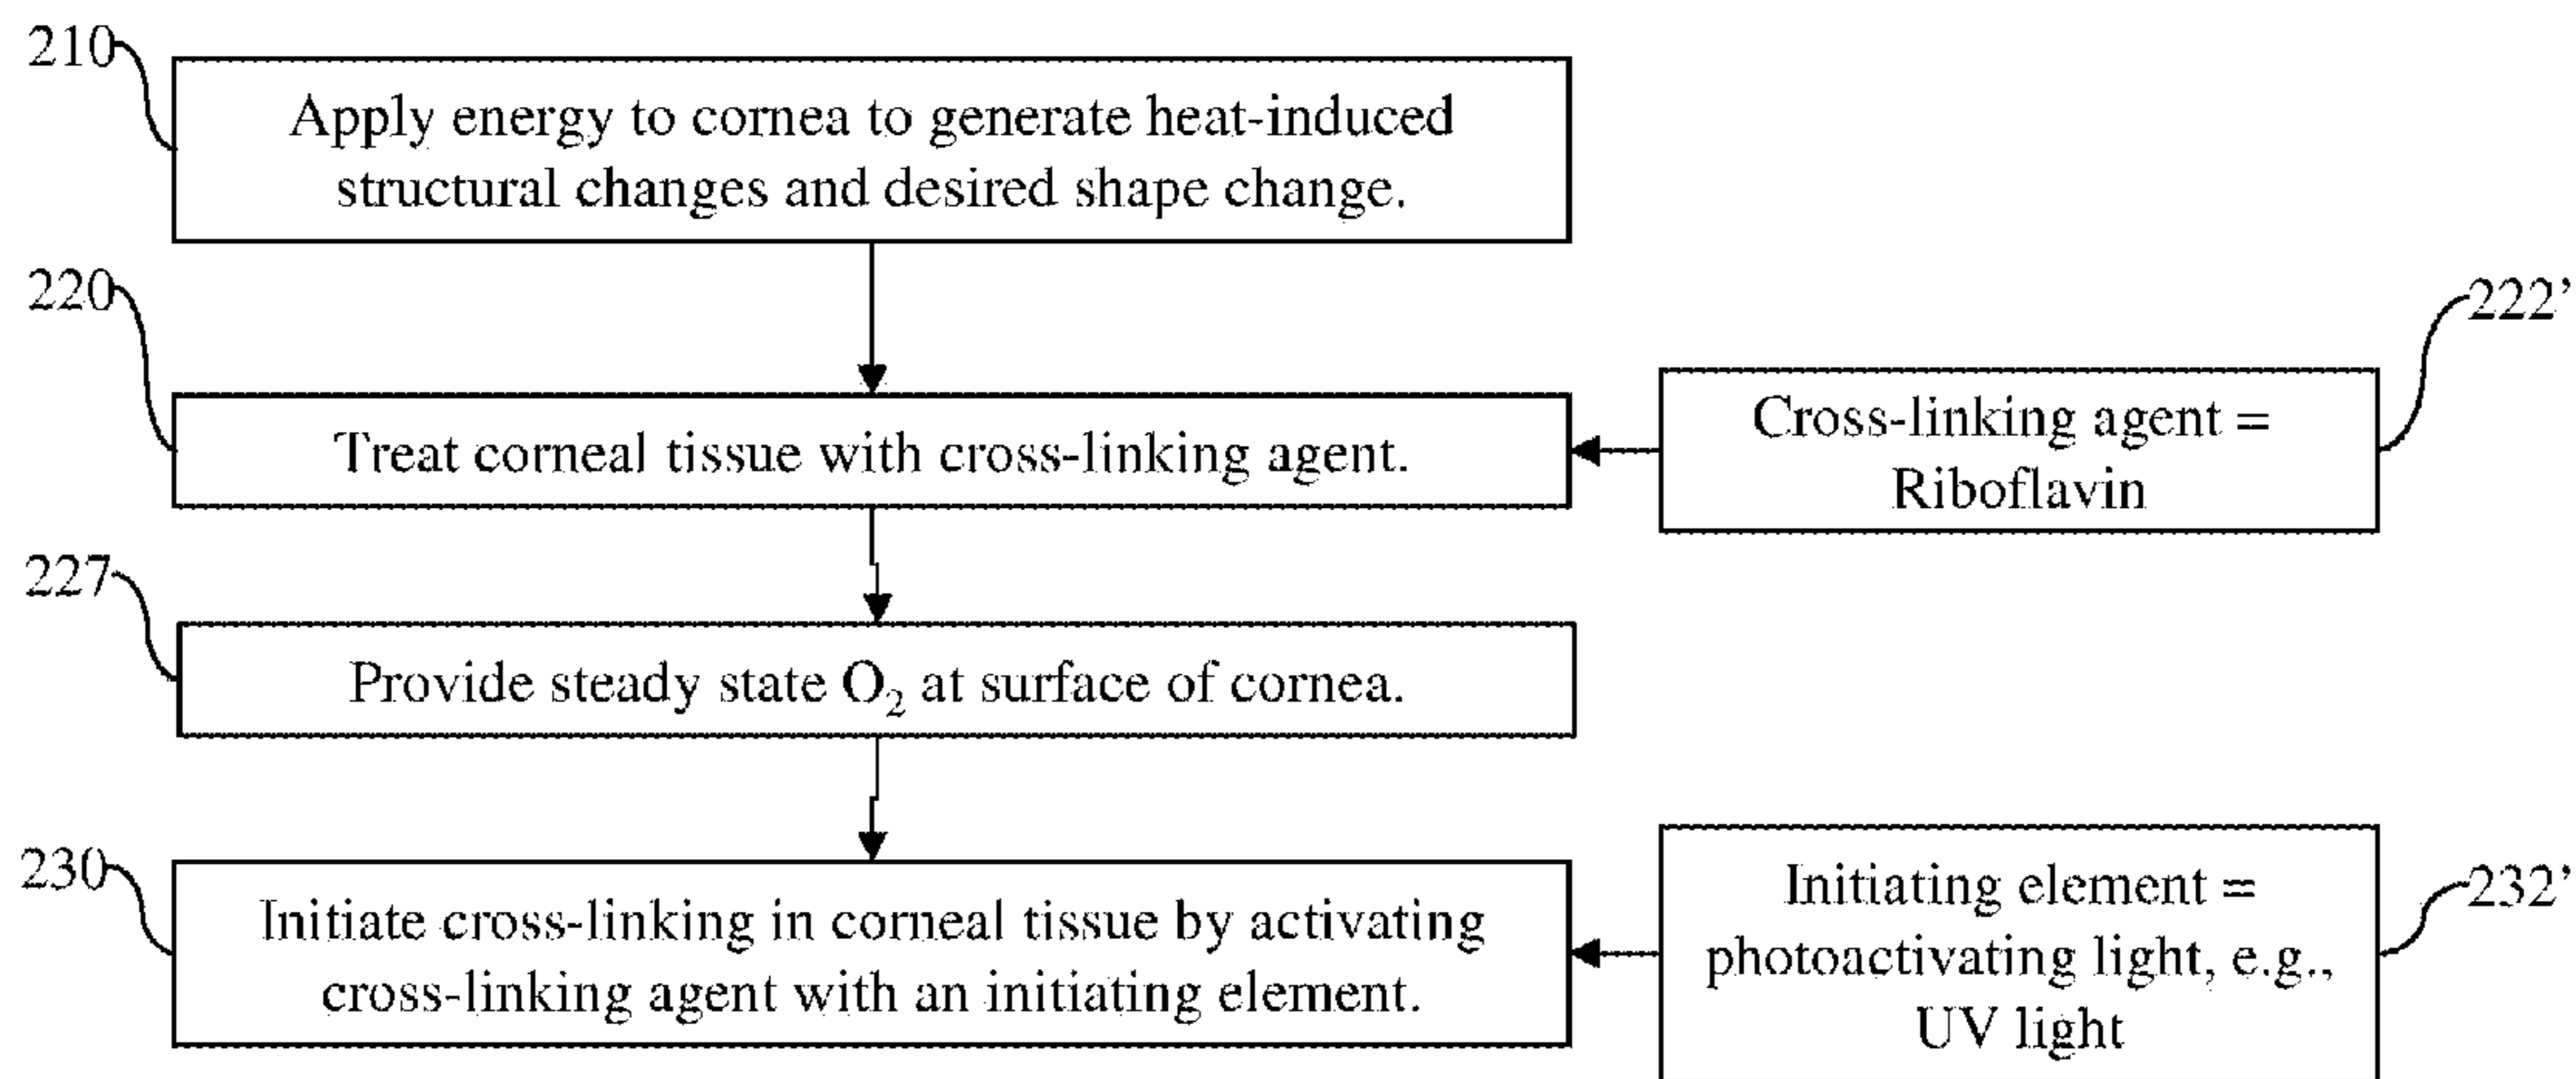 210
Apply energy to cornea to generate heat-induced
structural changes and desired shape change.
220
Treat corneal tissue with cross-linking agent.
222’
Cross-linking agent =
Riboflavin
227
Provide steady state O₂ at surface of cornea.
230
Initiate cross-linking in corneal tissue by activating
cross-linking agent with an initiating element.
232’
Initiating element =
photoactivating light, e.g.,
UV light